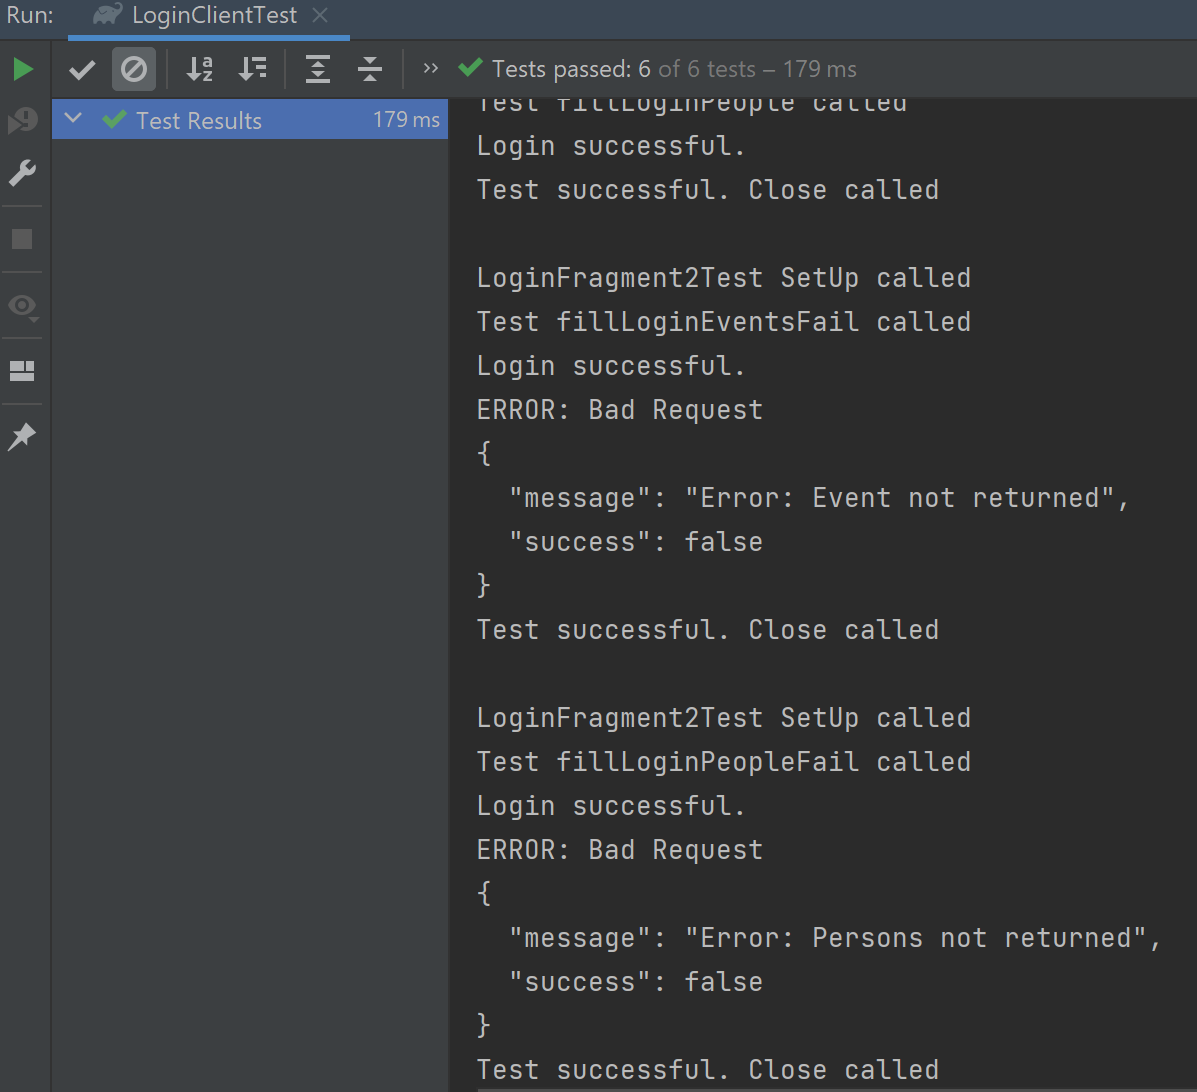 Run: LoginClientTest
Tests passed: 6 of 6 tests – 179 ms
Test Results 179 ms
Test fillLoginPeople called
Login successful.
Test successful. Close called
LoginFragment2Test SetUp called
Test fillLoginEventsFail called
Login successful.
ERROR: Bad Request
{
  "message": "Error: Event not returned",
  "success": false
}
Test successful. Close called
LoginFragment2Test SetUp called
Test fillLoginPeopleFail called
Login successful.
ERROR: Bad Request
{
  "message": "Error: Persons not returned",
  "success": false
}
Test successful. Close called